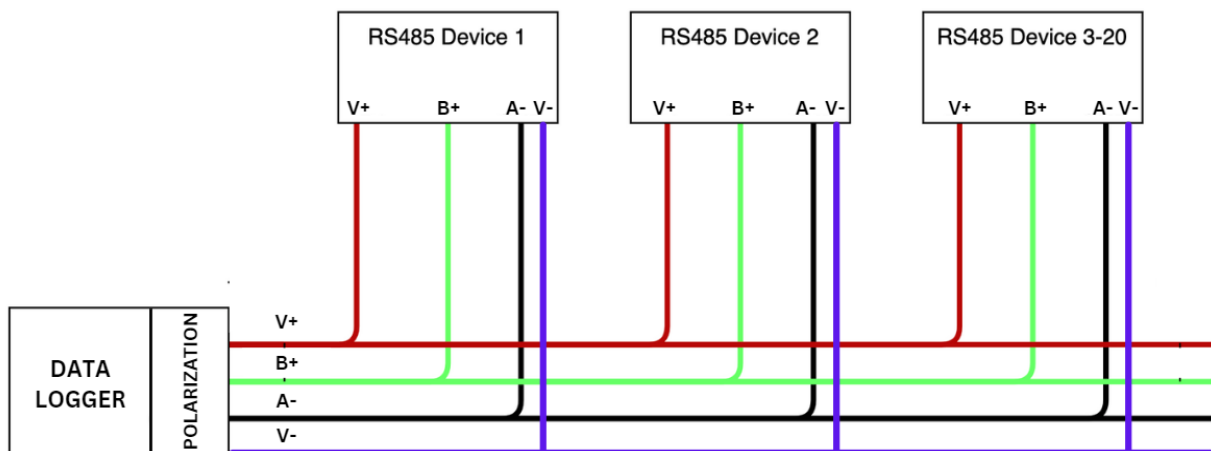 RS485 Device 1
V+ B+ A- V-
RS485 Device 2
V+ B+ A- V-
RS485 Device 3-20
V+ B+ A- V-
DATA
LOGGER
POLARIZATION
V+
B+
A-
V-